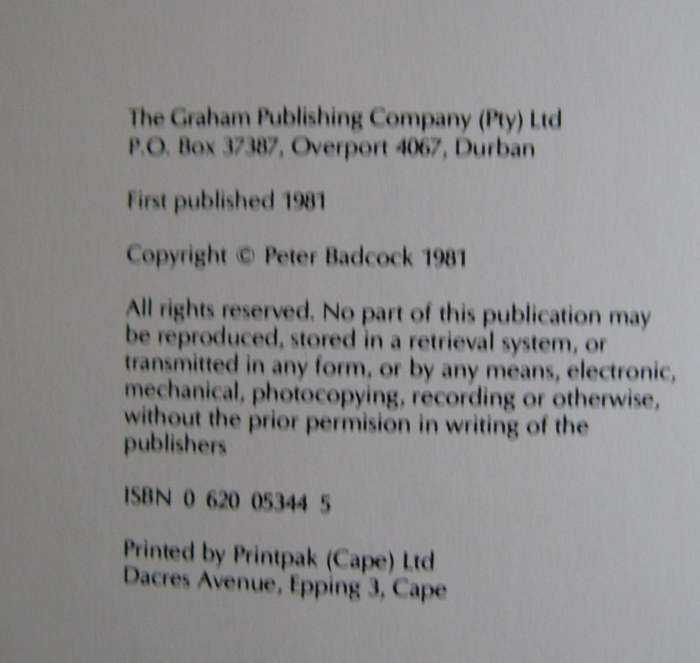 The Graham Publishing Company (Pty) Ltd
P.O. Box 37387, Overport 4067, Durban
First published 1981
Copyright © Peter Badcock 1981
All rights reserved. No part of this publication may
be reproduced, stored in a retrieval system, or
transmitted in any form, or by any means, electronic,
mechanical, photocopying, recording or otherwise,
without the prior permision in writing of the
publishers
ISBN 0 620 05344 5
Printed by Printpak (Cape) Ltd
Dacres Avenue, Epping 3, Cape